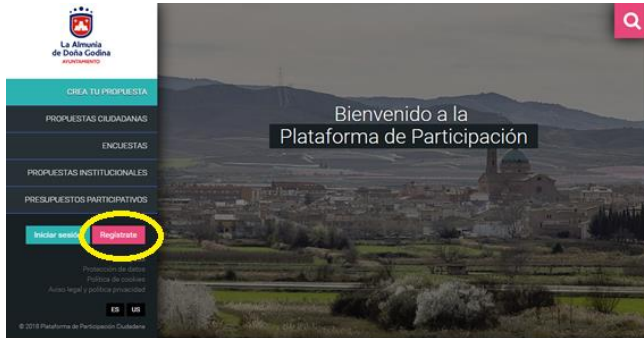 La Almunia
de Doña Godina
AYUNTAMIENTO
CREA TU PROPUESTA
PROPUESTAS CIUDADANAS
ENCUESTAS
PROPUESTAS INSTITUCIONALES
PRESUPUESTOS PARTICIPATIVOS
Iniciar sesión
Regístrate
Protección de datos
Política de cookies
Aviso legal y política privacidad
ES US
© 2018 Plataforma de Participación Ciudadana
Bienvenido a la
Plataforma de Participación